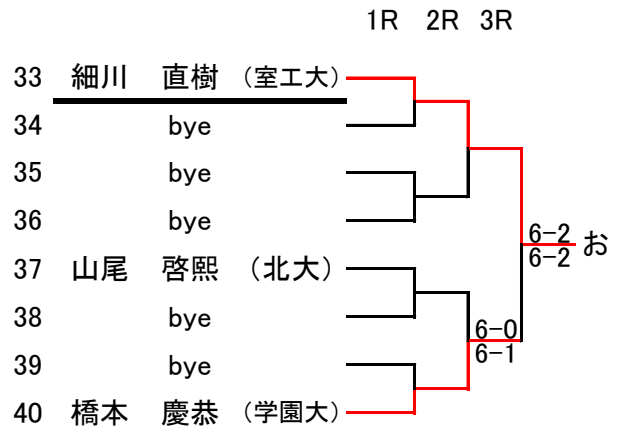 1R 2R 3R
33 細川 直樹 (室工大)
34 bye
35 bye
36 bye
6-2
6-2 お
37 山尾 啓熙 (北大)
38 bye
6-0
6-1
39 bye
40 橋本 慶恭 (学園大)